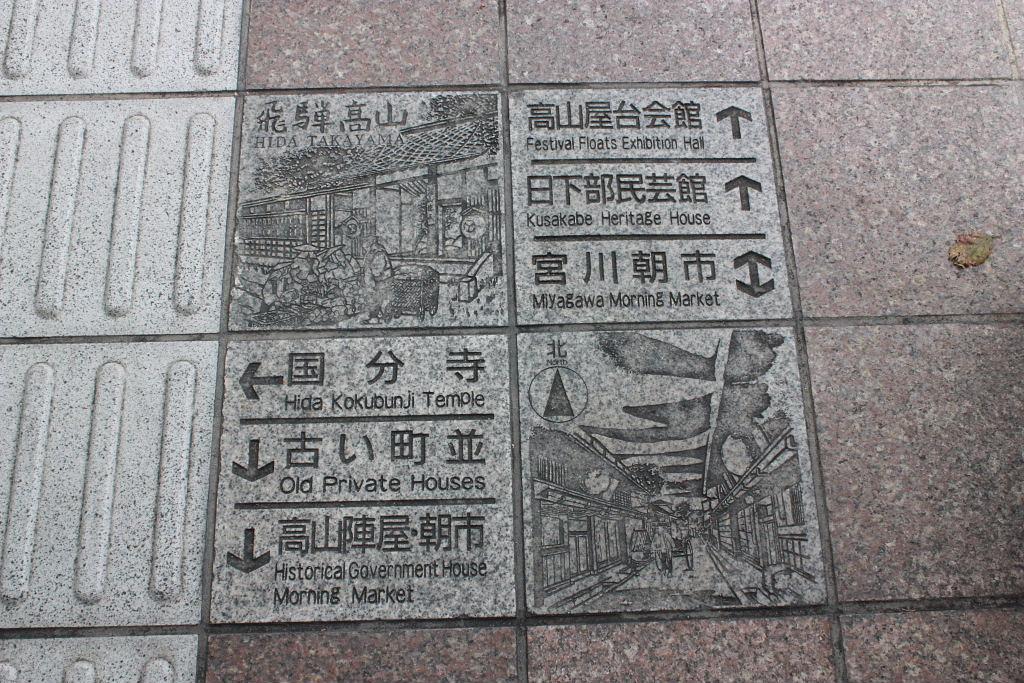 飛騨高山
HIDA TAKAYAMA
高山屋台会館
Festival Floats Exhibition Hall
日下部民芸館
Kusakabe Heritage House
宮川朝市
Miyagawa Morning Market
国分寺
Hida Kokubunji Temple
古い町並
Old Private Houses
高山陣屋・朝市
Historical Government House
Morning Market
北
North